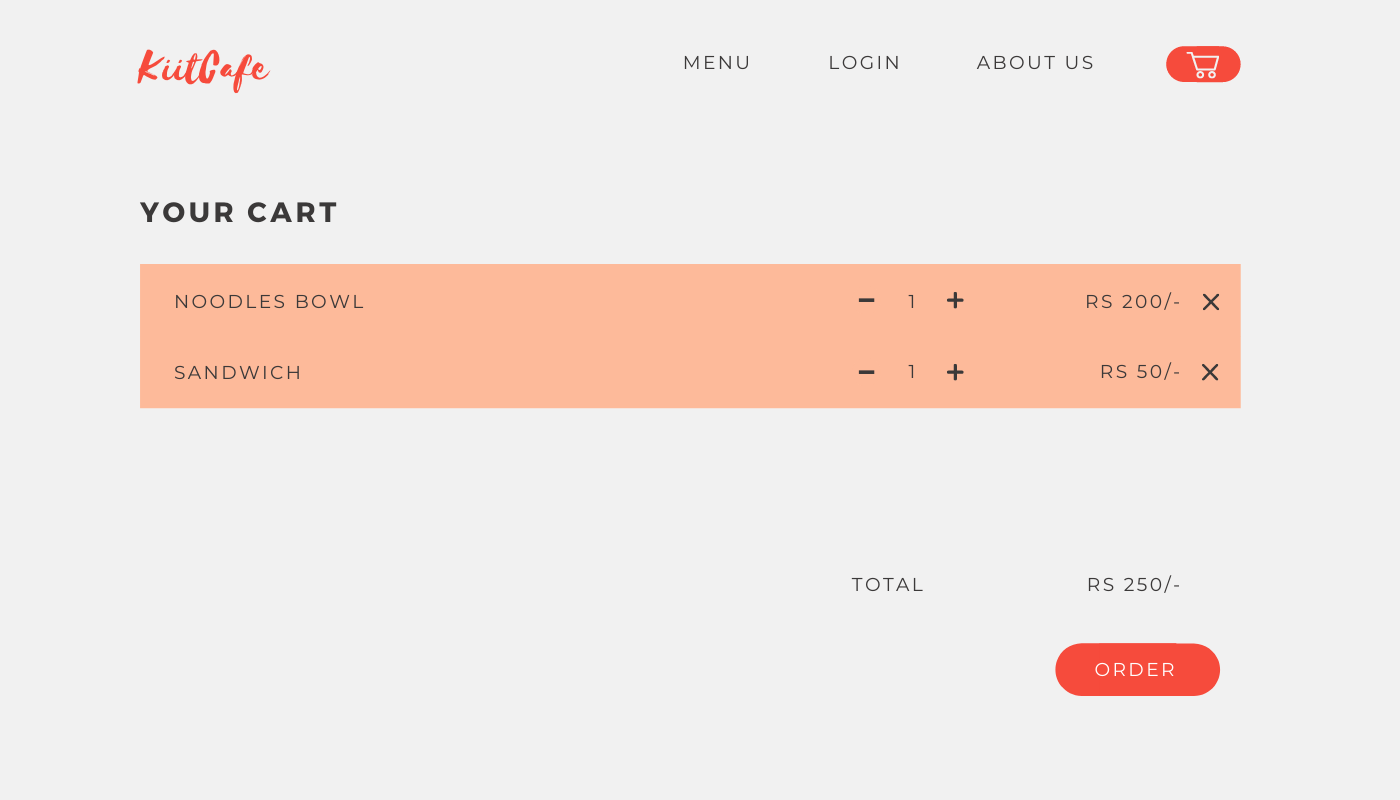 KiitCafe MENU LOGIN ABOUT US
YOUR CART
NOODLES BOWL 1 RS 200/-
SANDWICH 1 RS 50/-
TOTAL RS 250/-
ORDER